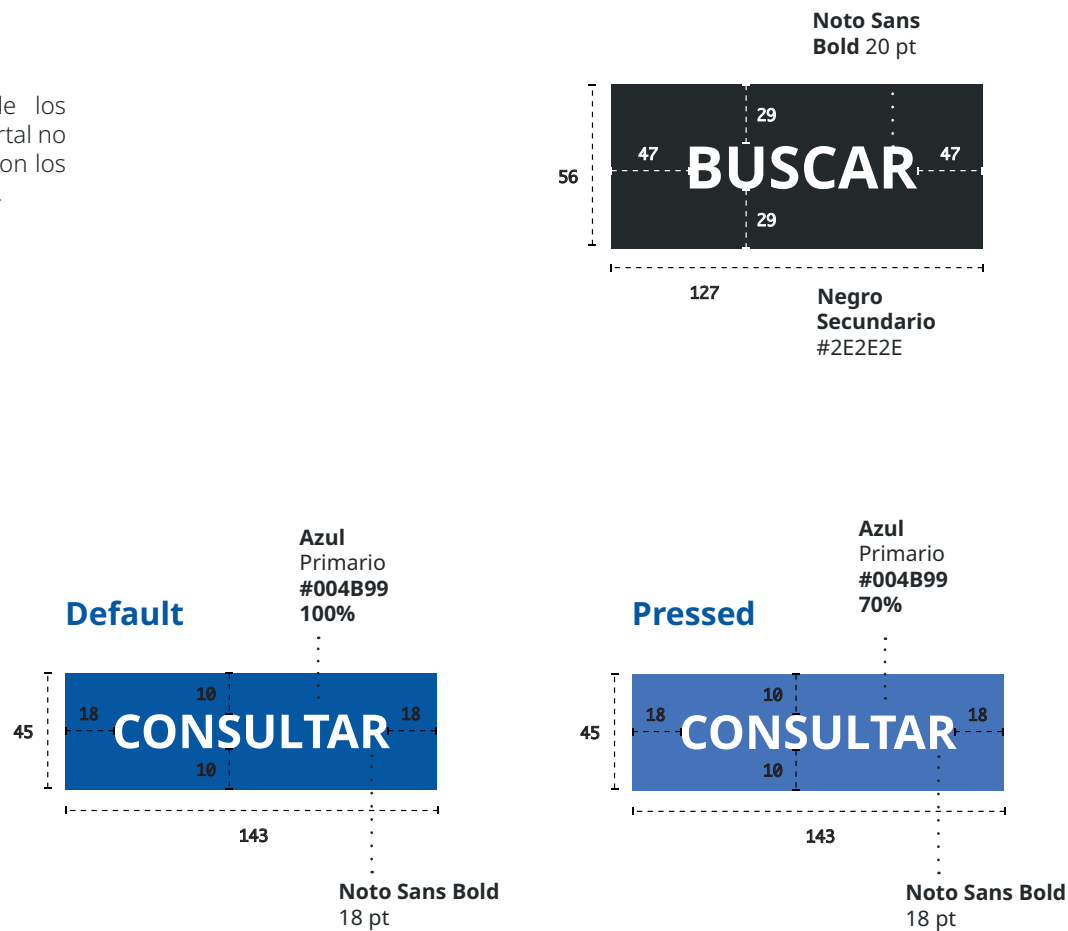 de los
rtal no
on los
.
Noto Sans
Bold 20 pt
29
47
BUSCAR
47
56
29
127
Negro
Secundario
#2E2E2E
Default
Azul
Primario
#004B99
100%
10
18
CONSULTAR
18
45
10
143
Noto Sans Bold
18 pt
Pressed
Azul
Primario
#004B99
70%
10
18
CONSULTAR
18
45
10
143
Noto Sans Bold
18 pt